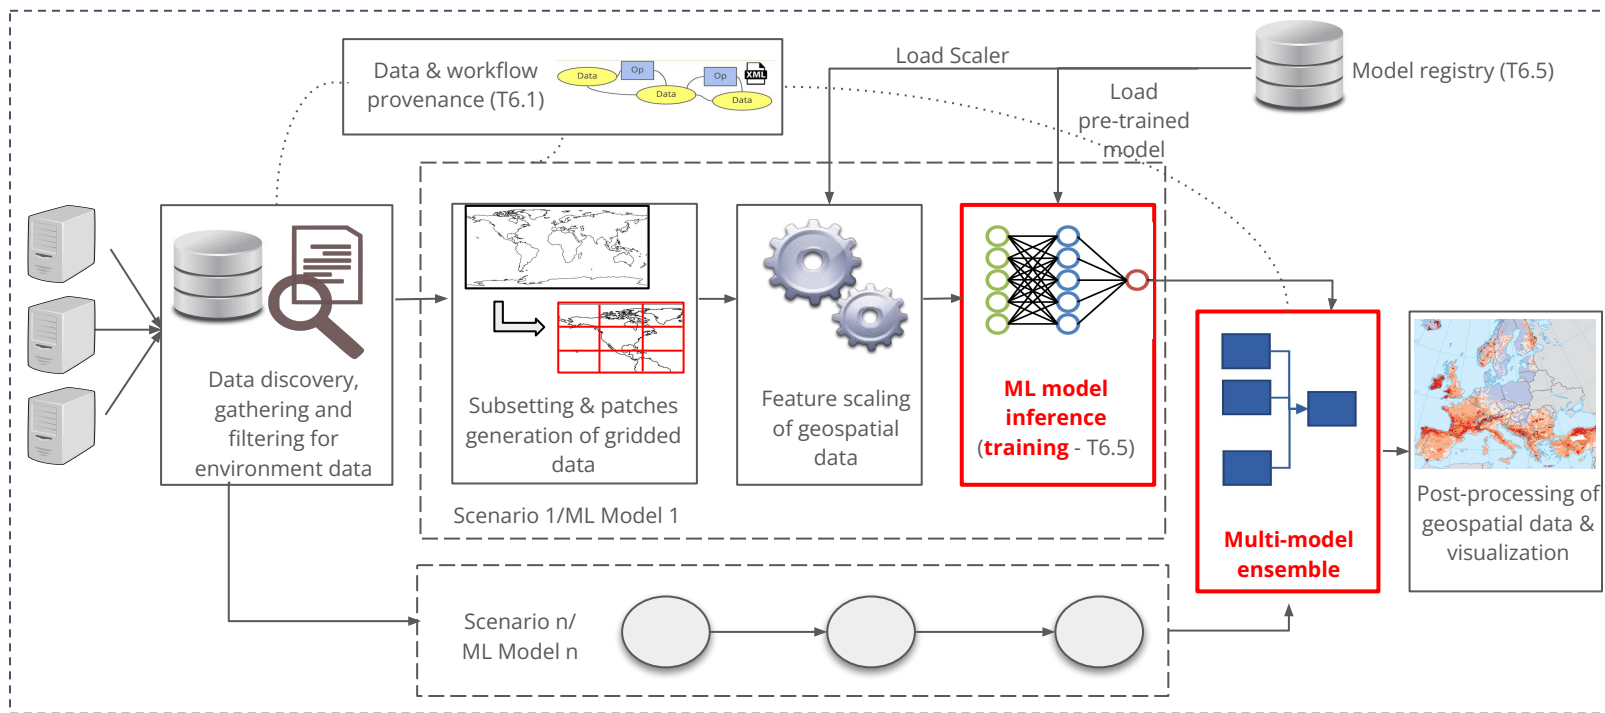 Data & workflow
provenance (T6.1)
Data
Op
Data
Op
XML
Data
Load Scaler
Model registry (T6.5)
Load
pre-trained
model
Data discovery,
gathering and
filtering for
environment data
Subsetting & patches
generation of gridded
data
Feature scaling
of geospatial
data
ML model
inference
(training - T6.5)
Scenario 1/ML Model 1
Multi-model
ensemble
Post-processing of
geospatial data &
visualization
Scenario n/
ML Model n